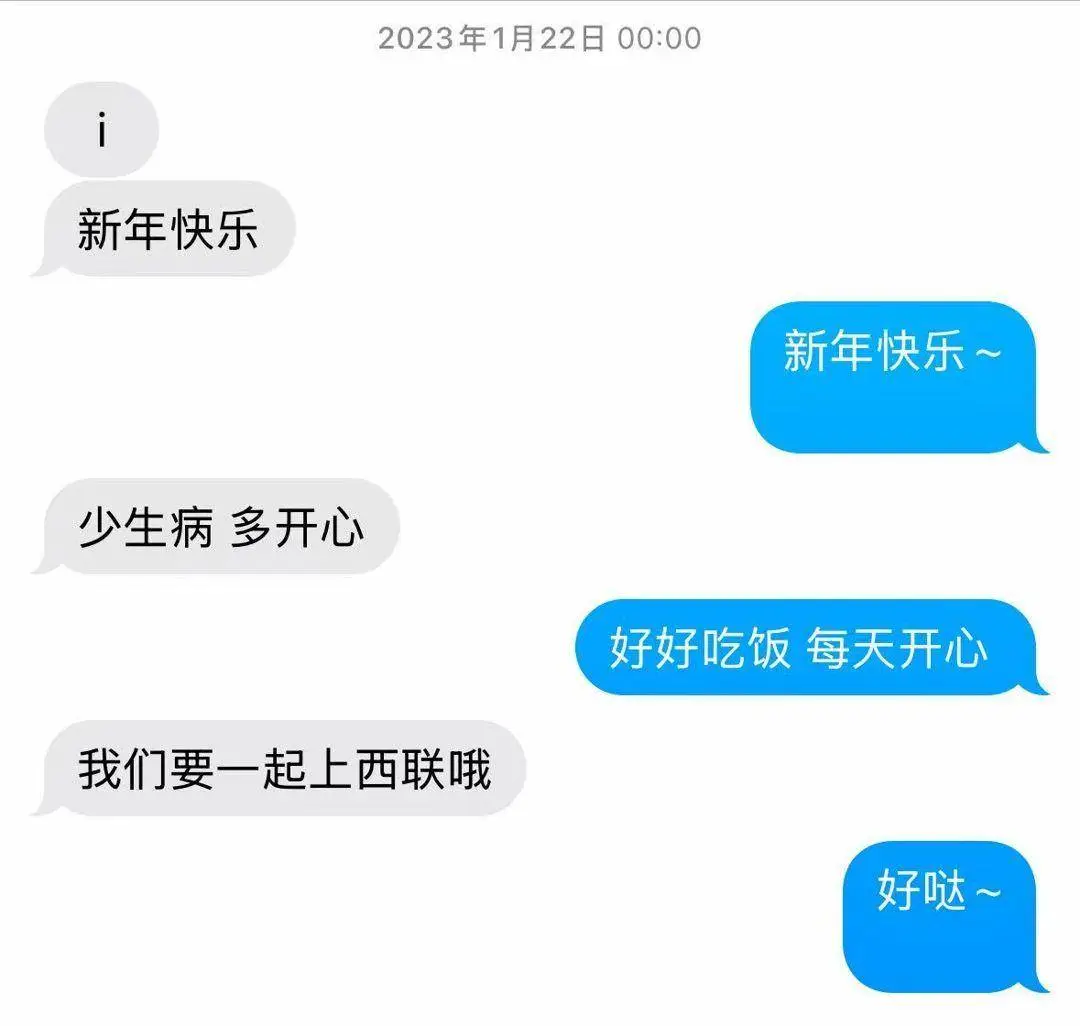 2023年1月22日 00:00
i
新年快乐
新年快乐~
少生病 多开心
好好吃饭 每天开心
我们要一起上西联哦
好哒~